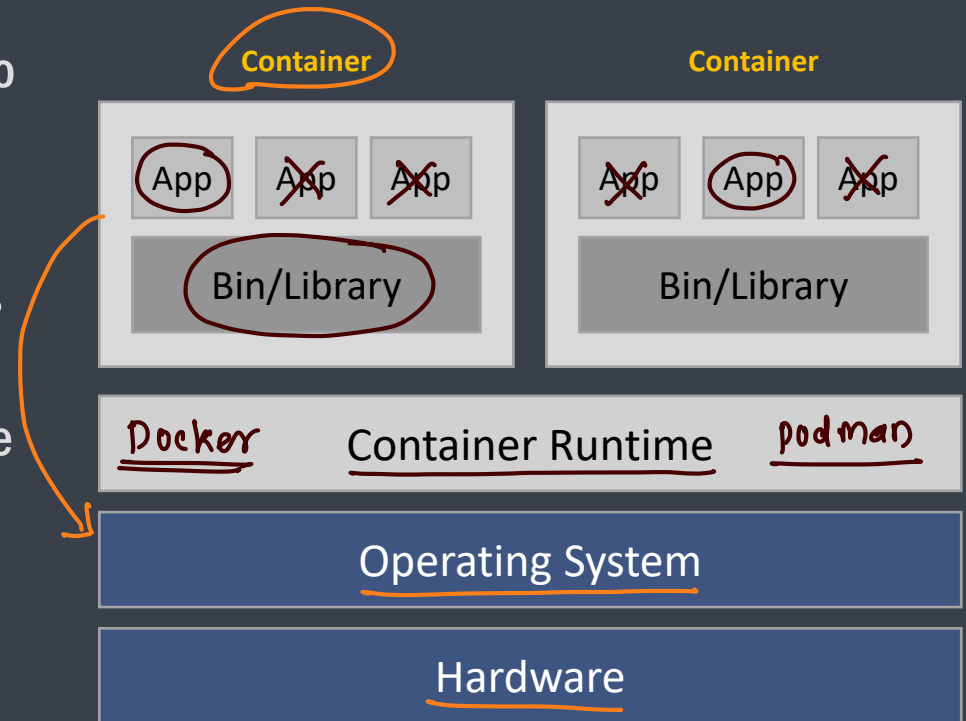 Container Container
App App App App App App
Bin/Library Bin/Library
Docker Container Runtime podman
Operating System
Hardware